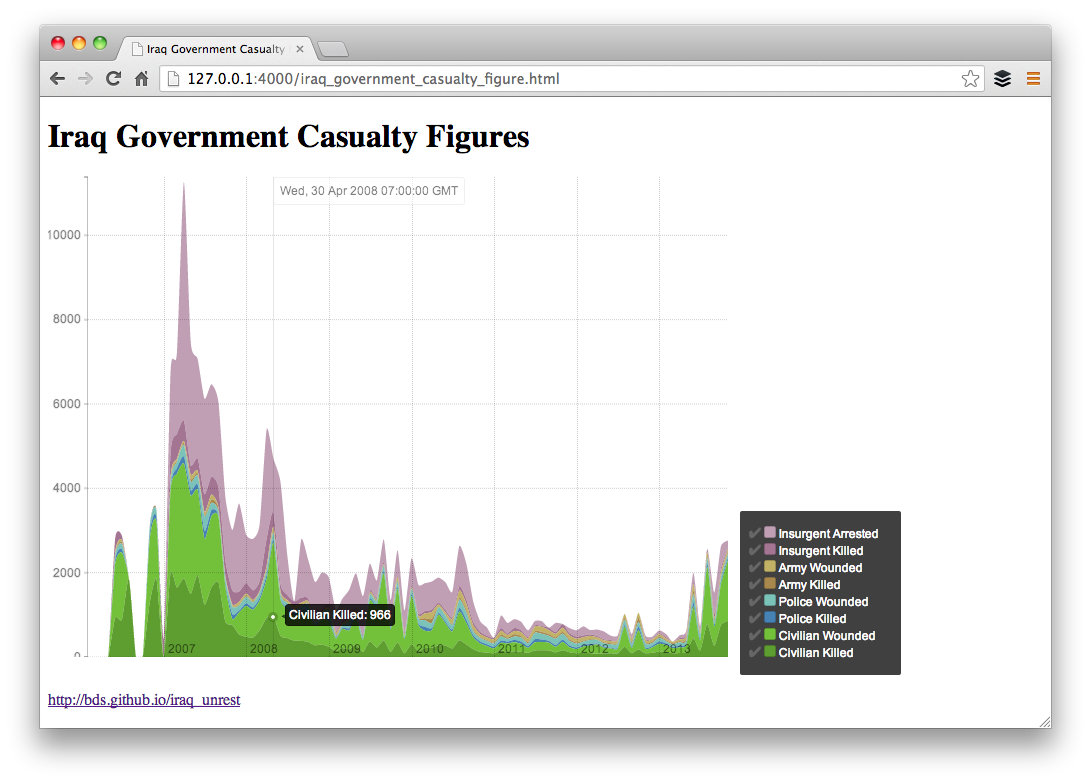 Iraq Government Casualty
127.0.0.1:4000/iraq_government_casualty_figure.html
Iraq Government Casualty Figures
Wed, 30 Apr 2008 07:00:00 GMT
10000
8000
6000
4000
2000
0
Civilian Killed: 966
2007 2008 2009 2010 2011 2012 2013
Insurgent Arrested
Insurgent Killed
Army Wounded
Army Killed
Police Wounded
Police Killed
Civilian Wounded
Civilian Killed
http://bds.github.io/iraq_unrest